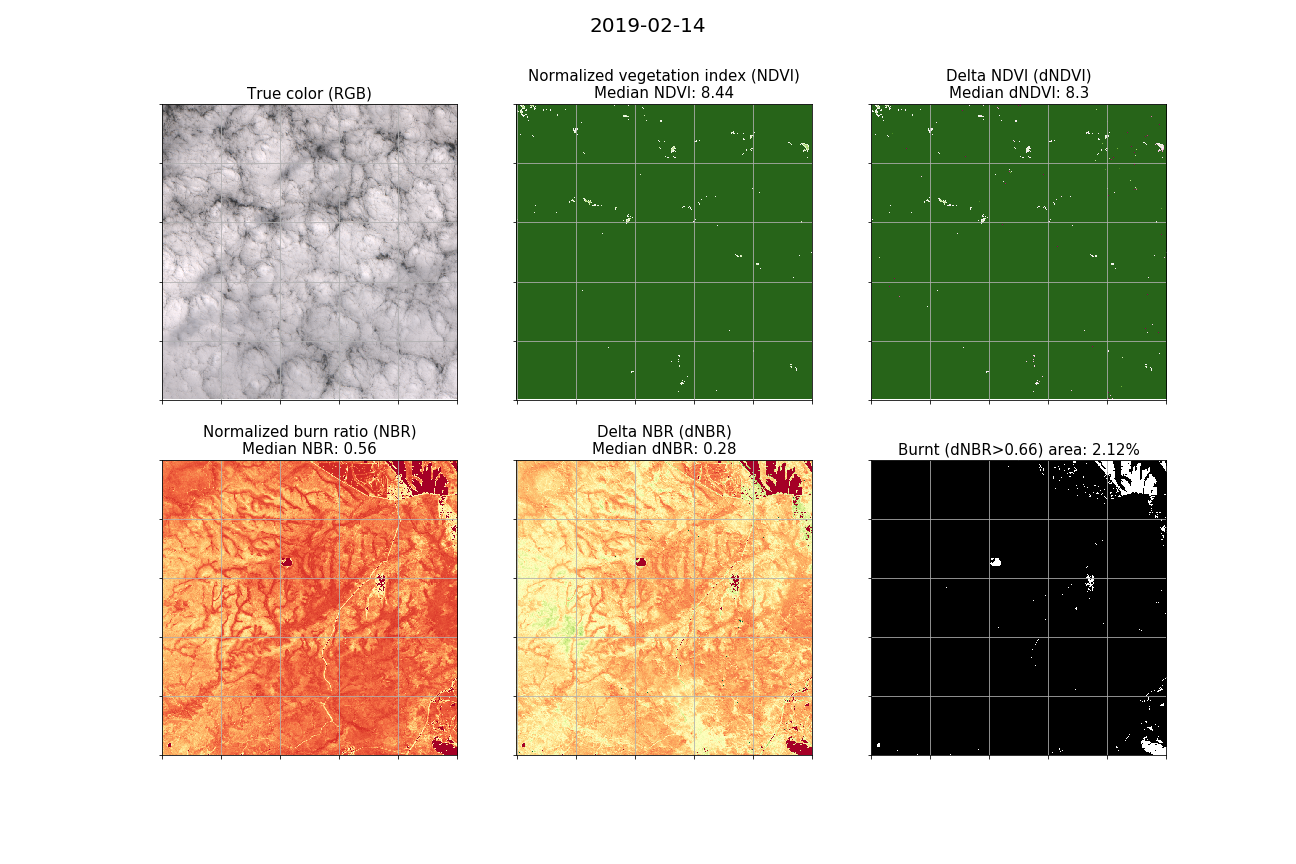 2019-02-14
True color (RGB)
Normalized vegetation index (NDVI)
Median NDVI: 8.44
Delta NDVI (dNDVI)
Median dNDVI: 8.3
Normalized burn ratio (NBR)
Median NBR: 0.56
Delta NBR (dNBR)
Median dNBR: 0.28
Burnt (dNBR>0.66) area: 2.12%